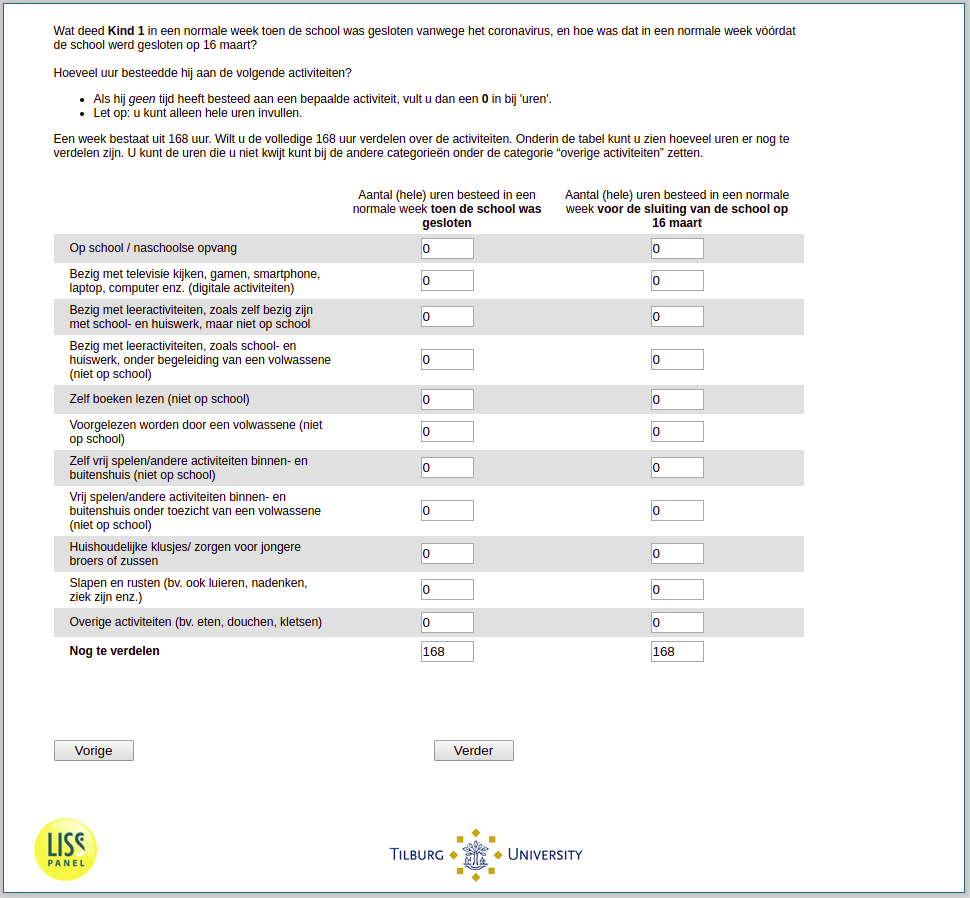 Wat deed Kind 1 in een normale week toen de school was gesloten vanwege het coronavirus, en hoe was dat in een normale week vóórdat
de school werd gesloten op 16 maart?
Hoeveel uur besteedde hij aan de volgende activiteiten?
• Als hij geen tijd heeft besteed aan een bepaalde activiteit, vult u dan een 0 in bij 'uren'.
• Let op: u kunt alleen hele uren invullen.
Een week bestaat uit 168 uur. Wilt u de volledige 168 uur verdelen over de activiteiten. Onderin de tabel kunt u zien hoeveel uren er nog te
verdelen zijn. U kunt de uren die u niet kwijt kunt bij de andere categorieën onder de categorie “overige activiteiten” zetten.
Aantal (hele) uren besteed in een
normale week toen de school was
gesloten
Aantal (hele) uren besteed in een normale
week voor de sluiting van de school op
16 maart
Op school / naschoolse opvang 0 0
Bezig met televisie kijken, gamen, smartphone,
laptop, computer enz. (digitale activiteiten) 0 0
Bezig met leeractiviteiten, zoals zelf bezig zijn
met school- en huiswerk, maar niet op school 0 0
Bezig met leeractiviteiten, zoals school- en
huiswerk, onder begeleiding van een volwassene
(niet op school) 0 0
Zelf boeken lezen (niet op school) 0 0
Voorgelezen worden door een volwassene (niet
op school) 0 0
Zelf vrij spelen/andere activiteiten binnen- en
buitenshuis (niet op school) 0 0
Vrij spelen/andere activiteiten binnen- en
buitenshuis onder toezicht van een volwassene
(niet op school) 0 0
Huishoudelijke klusjes/ zorgen voor jongere
broers of zussen 0 0
Slapen en rusten (bv. ook luieren, nadenken,
ziek zijn enz.) 0 0
Overige activiteiten (bv. eten, douchen, kletsen) 0 0
Nog te verdelen 168 168
Vorige Verder
LISS
PANEL
TILBURG UNIVERSITY